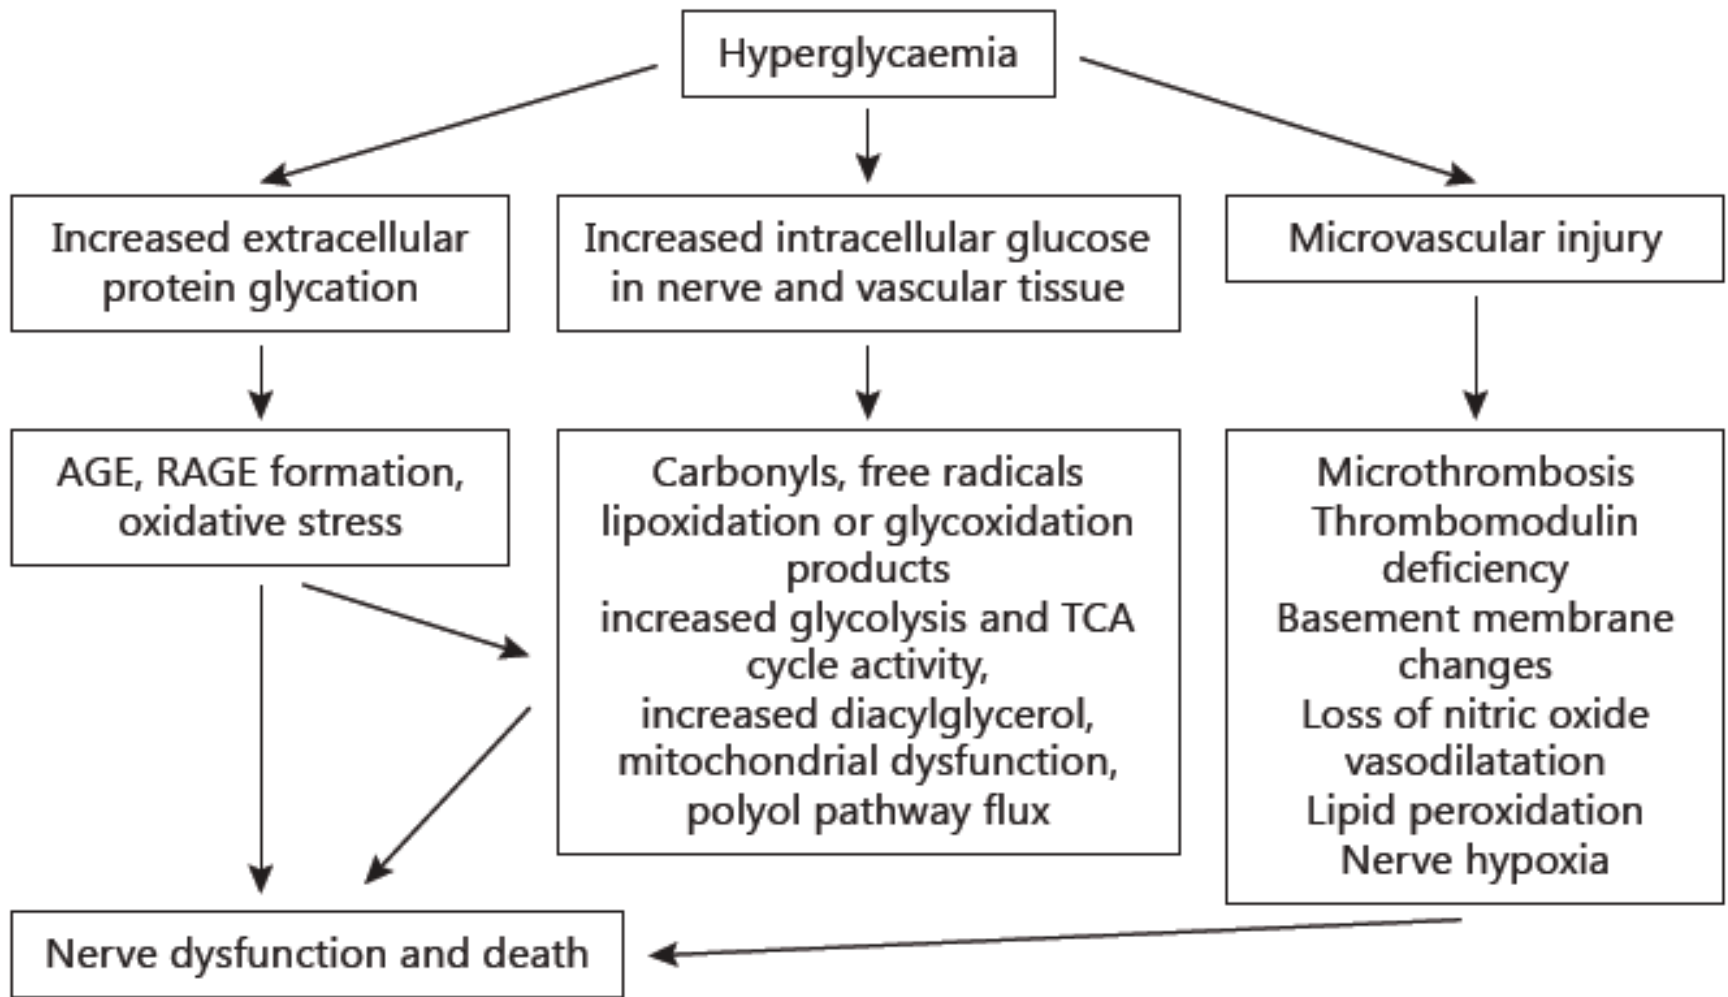 Hyperglycaemia
Increased extracellular
protein glycation
Increased intracellular glucose
in nerve and vascular tissue
Microvascular injury
AGE, RAGE formation,
oxidative stress
Carbonyls, free radicals
lipoxidation or glycoxidation
products
increased glycolysis and TCA
cycle activity,
increased diacylglycerol,
mitochondrial dysfunction,
polyol pathway flux
Microthrombosis
Thrombomodulin
deficiency
Basement membrane
changes
Loss of nitric oxide
vasodilatation
Lipid peroxidation
Nerve hypoxia
Nerve dysfunction and death